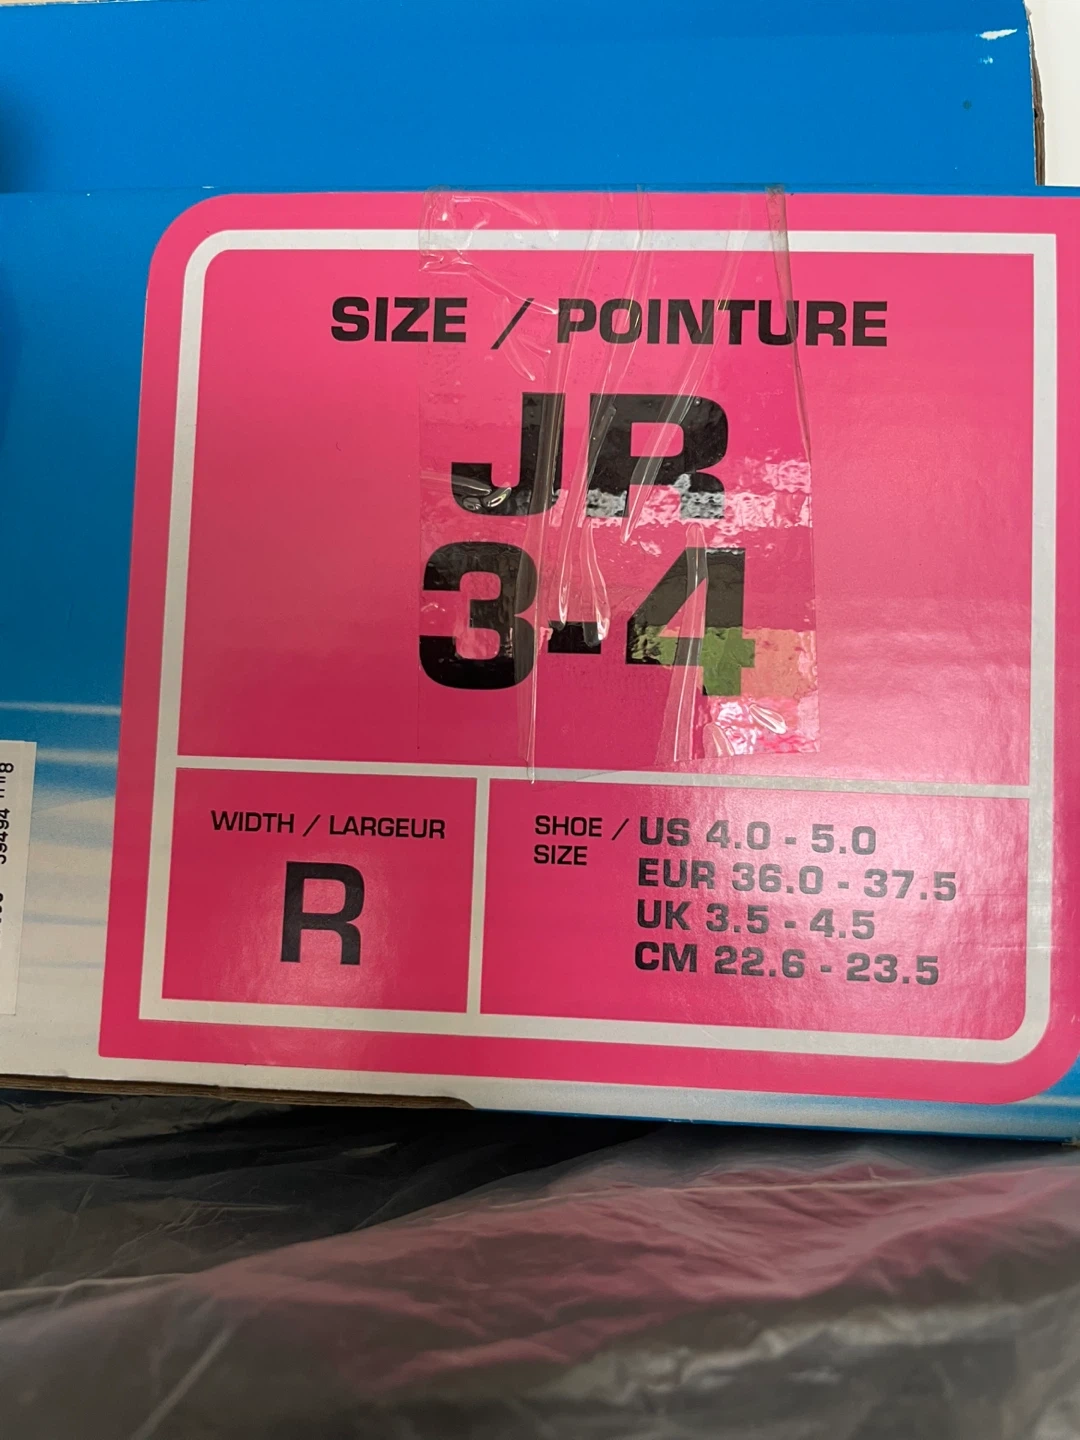 SIZE / POINTURE
JR
3-4
WIDTH / LARGEUR
R
SHOE / SIZE
US 4.0 - 5.0
EUR 36.0 - 37.5
UK 3.5 - 4.5
CM 22.6 - 23.5